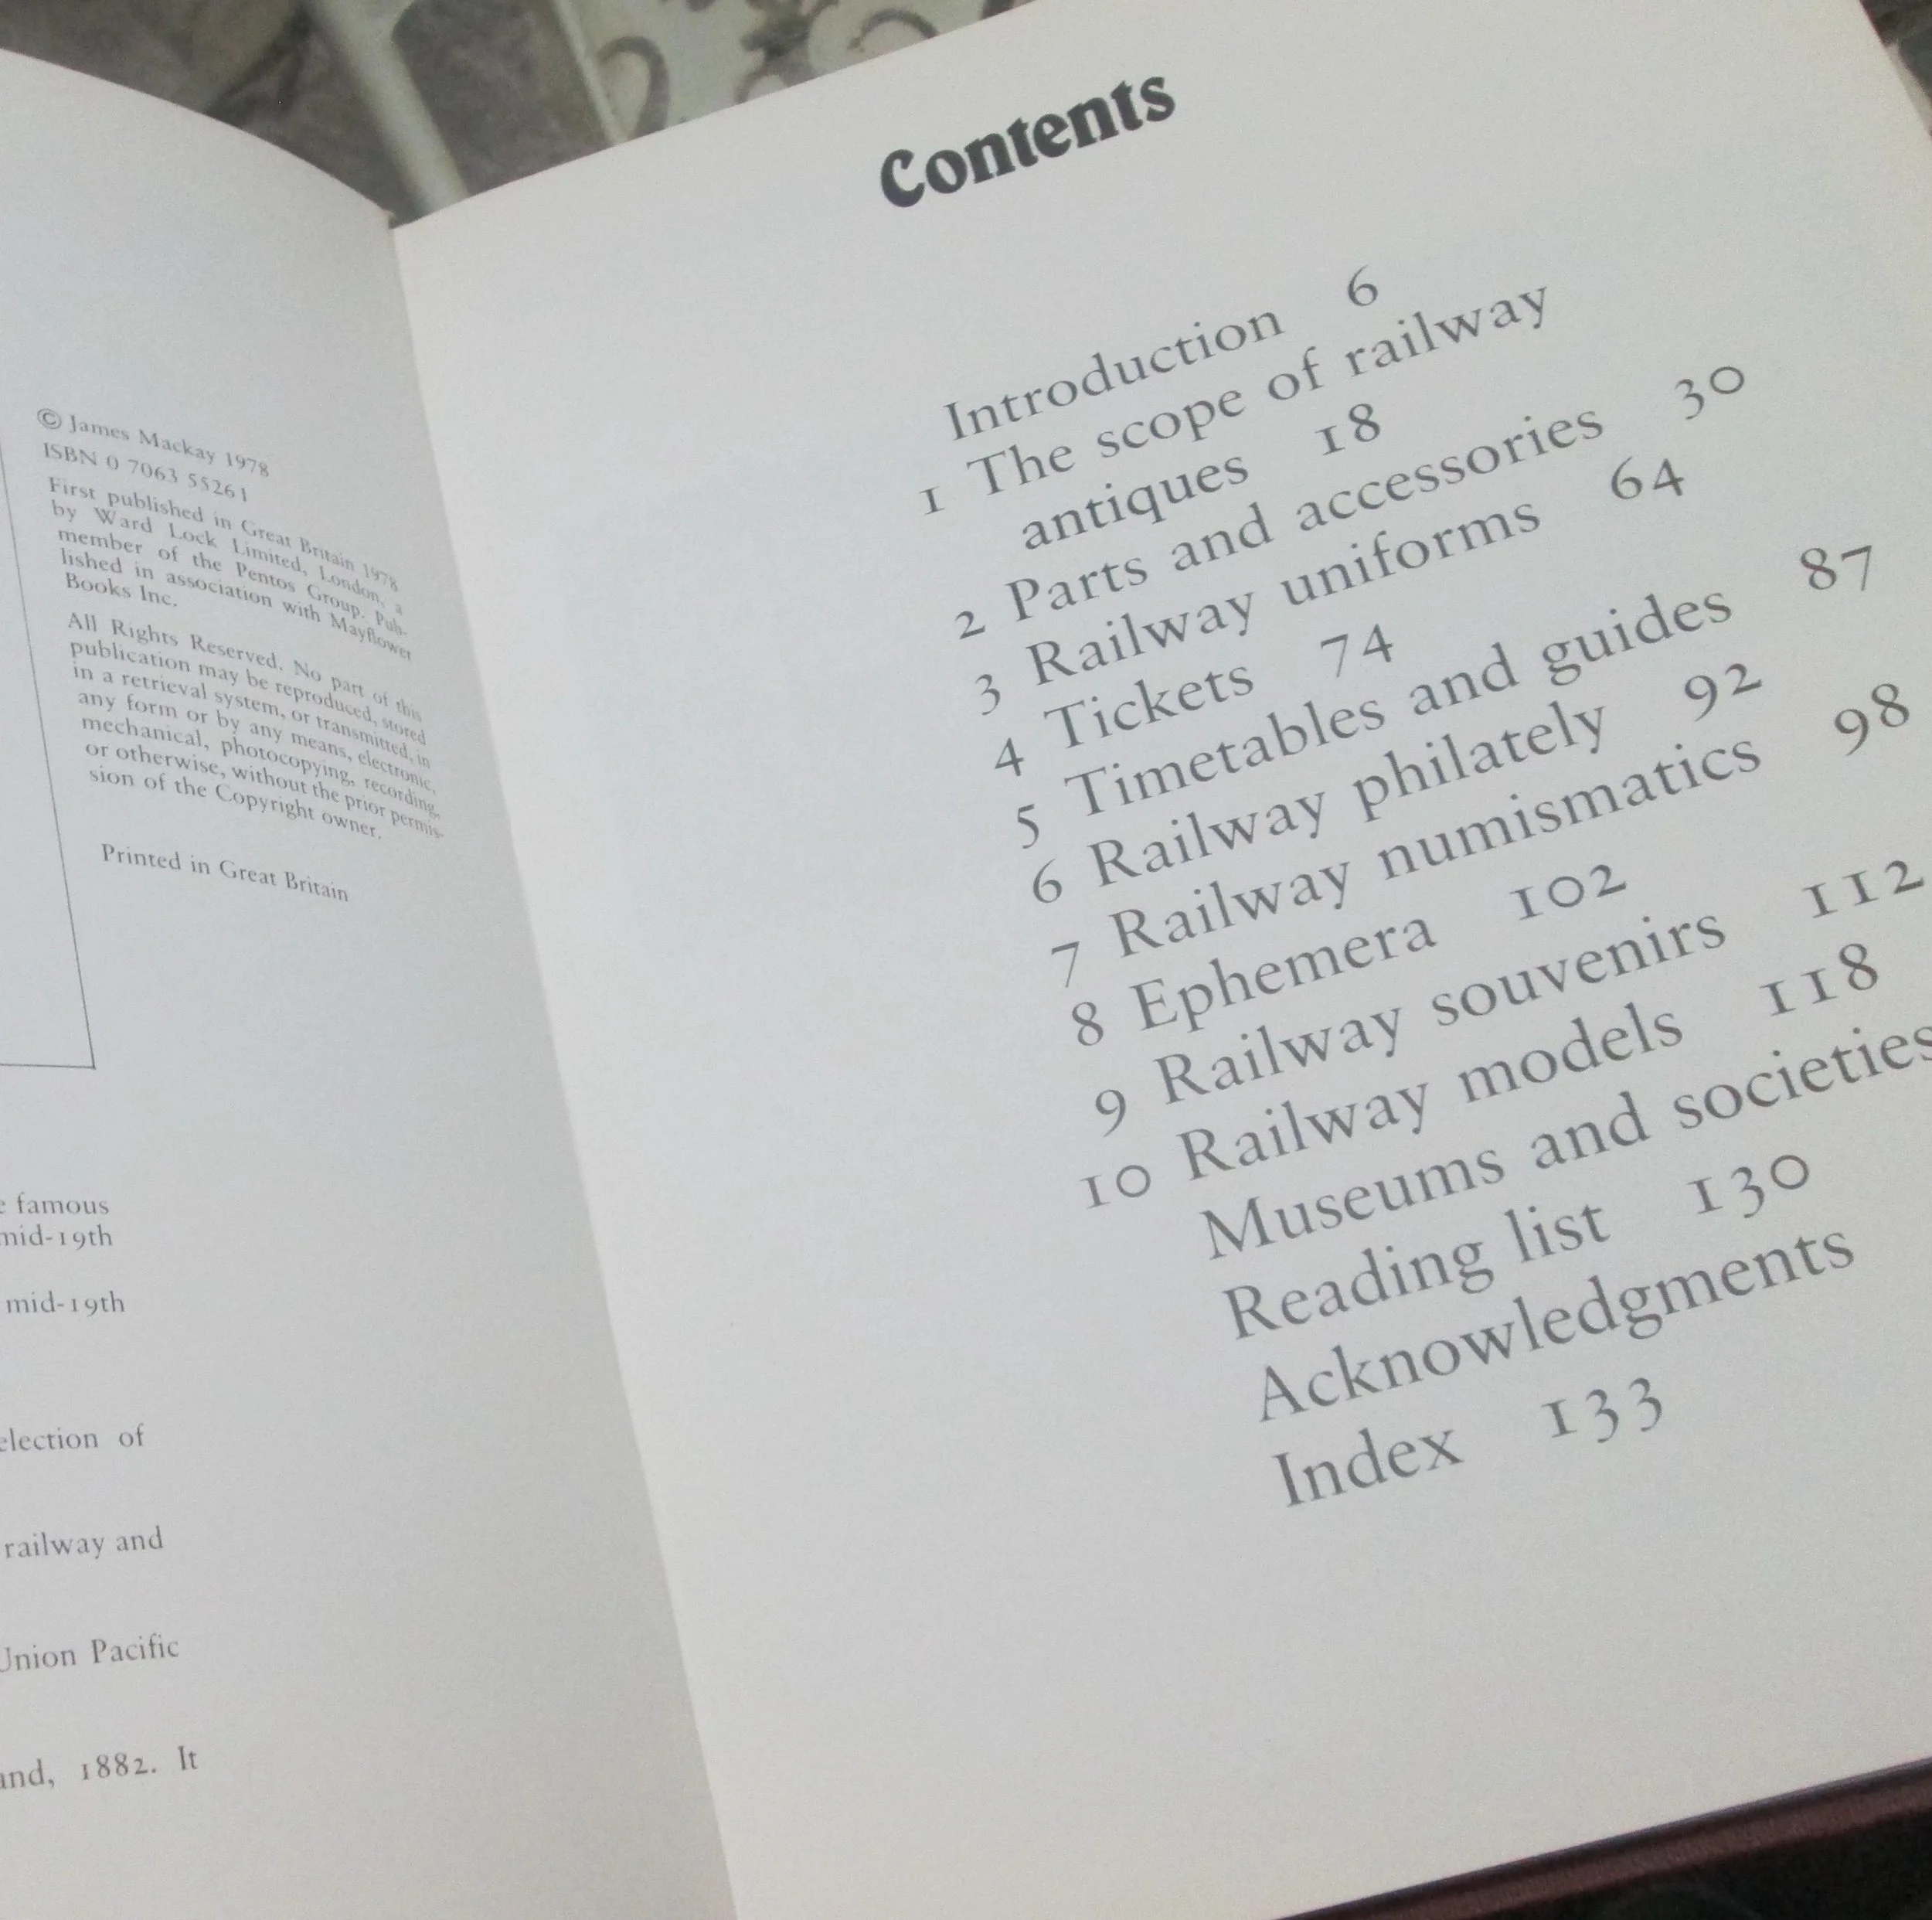 © James Mackay 1978
ISBN 0 7063 55261
First published in Great Britain 1978
by Ward Lock Limited, London, a
member of the Pentos Group. Pub-
lished in association with Mayflower
Books Inc.
All Rights Reserved. No part of this
publication may be reproduced, stored
in a retrieval system, or transmitted, in
any form or by any means, electronic,
mechanical, photocopying, recording,
or otherwise, without the prior permis-
sion of the Copyright owner.
Printed in Great Britain
famous
mid-19th
mid-19th
of
railway and
Union Pacific
1882. It
Contents
Introduction 6
1 The scope of railway
antiques 18
2 Parts and accessories 30
3 Railway uniforms 64
4 Tickets 74
5 Timetables and guides 87
6 Railway philately 92
7 Railway numismatics 98
8 Ephemera 102
9 Railway souvenirs 112
10 Railway models 118
Museums and societies
Reading list 130
Acknowledgments
Index 133